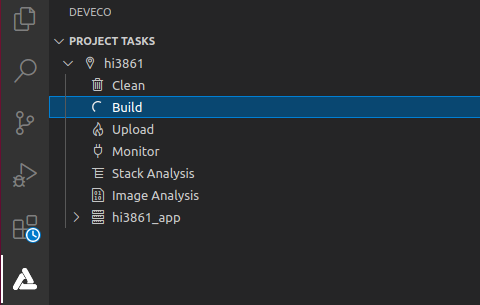 DEVECO
PROJECT TASKS
hi3861
Clean
Build
Upload
Monitor
Stack Analysis
Image Analysis
hi3861_app